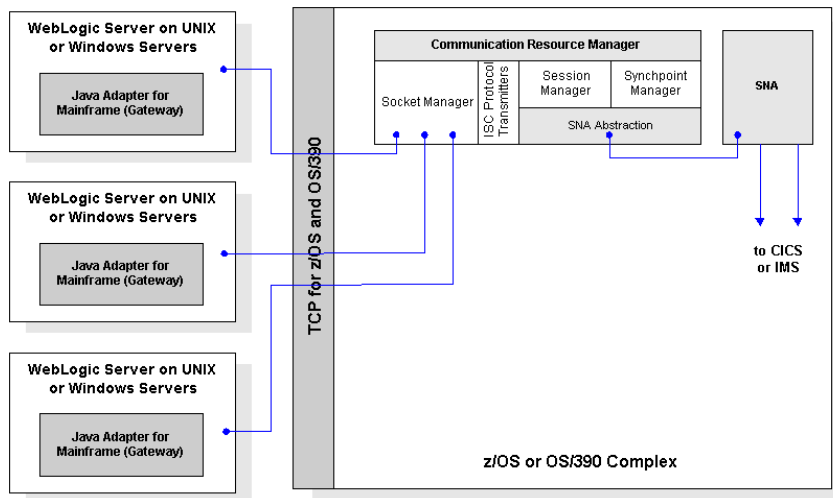 WebLogic Server on UNIX
or Windows Servers
Java Adapter for
Mainframe (Gateway)
WebLogic Server on UNIX
or Windows Servers
Java Adapter for
Mainframe (Gateway)
WebLogic Server on UNIX
or Windows Servers
Java Adapter for
Mainframe (Gateway)
TCP for z/OS and OS/390
Communication Resource Manager
Socket Manager
ISC Protocol
Transmitters
Session
Manager
Synchpoint
Manager
SNA Abstraction
SNA
to CICS
or IMS
z/OS or OS/390 Complex